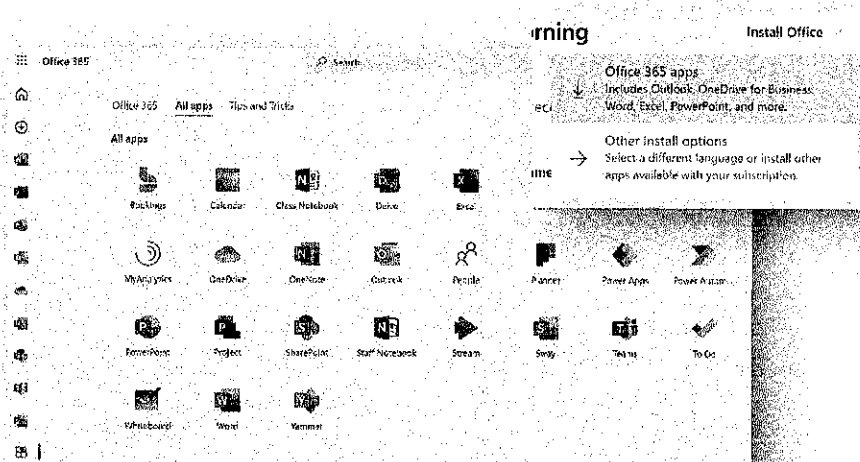 rning
Install Office
Office 365
Search
Office 365 apps
Includes Outlook, OneDrive for Business,
Word, Excel, PowerPoint, and more.
Office 365 All apps Tips and Tricks
Other install options
Select a different language or install other
apps available with your subscription.
All apps
Bookings Calendar Class Notebook Delve Excel
MyAnalytics OneDrive OneNote Outlook People Planner Power Apps Power Autom...
PowerPoint Project SharePoint Staff Notebook Stream Sway Teams To Do
Whiteboard Word Yammer